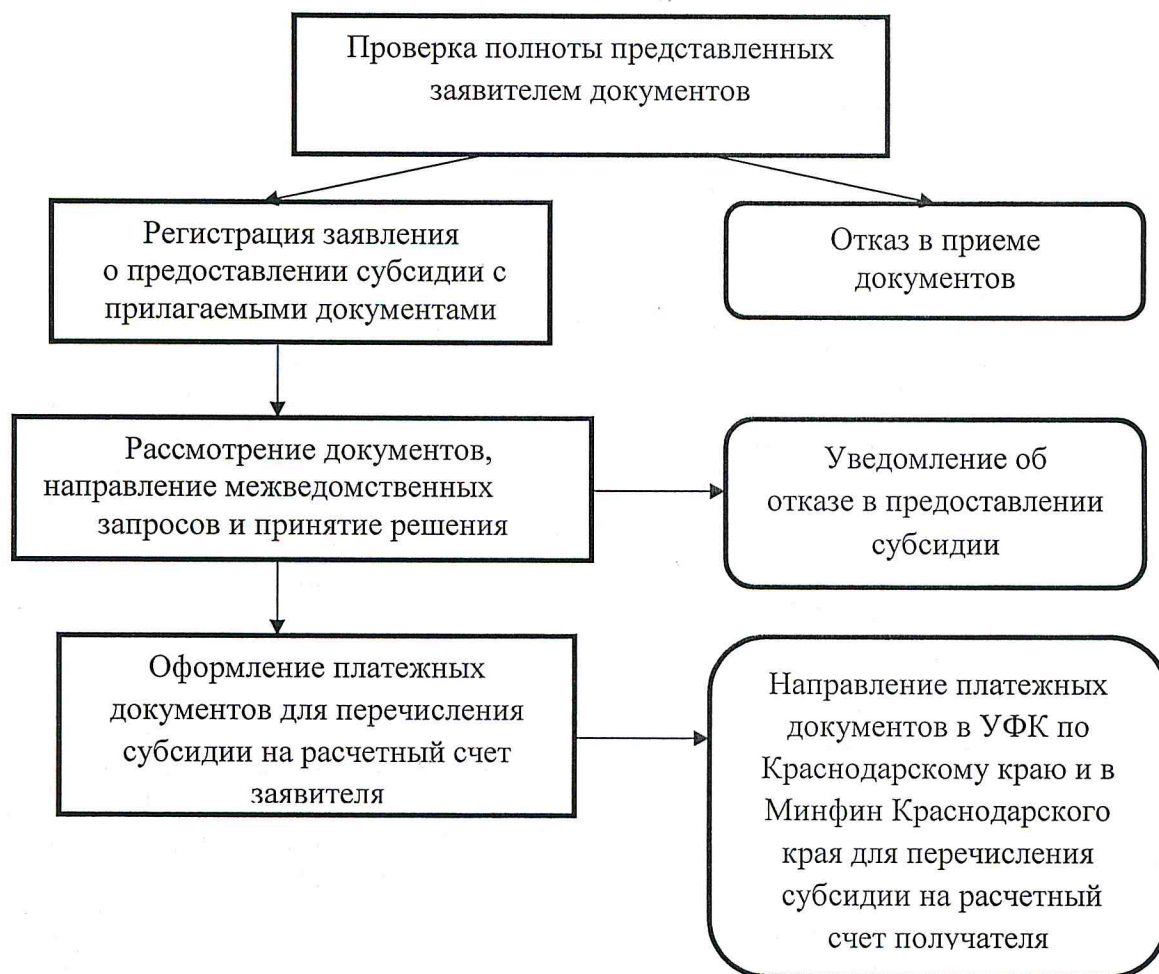 Проверка полноты представленных
заявителем документов
Регистрация заявления
о предоставлении субсидии с
прилагаемыми документами
Отказ в приеме
документов
Рассмотрение документов,
направление межведомственных
запросов и принятие решения
Уведомление об
отказе в предоставлении
субсидии
Оформление платежных
документов для перечисления
субсидии на расчетный счет
заявителя
Направление платежных
документов в УФК по
Краснодарскому краю и в
Минфин Краснодарского
края для перечисления
субсидии на расчетный
счет получателя